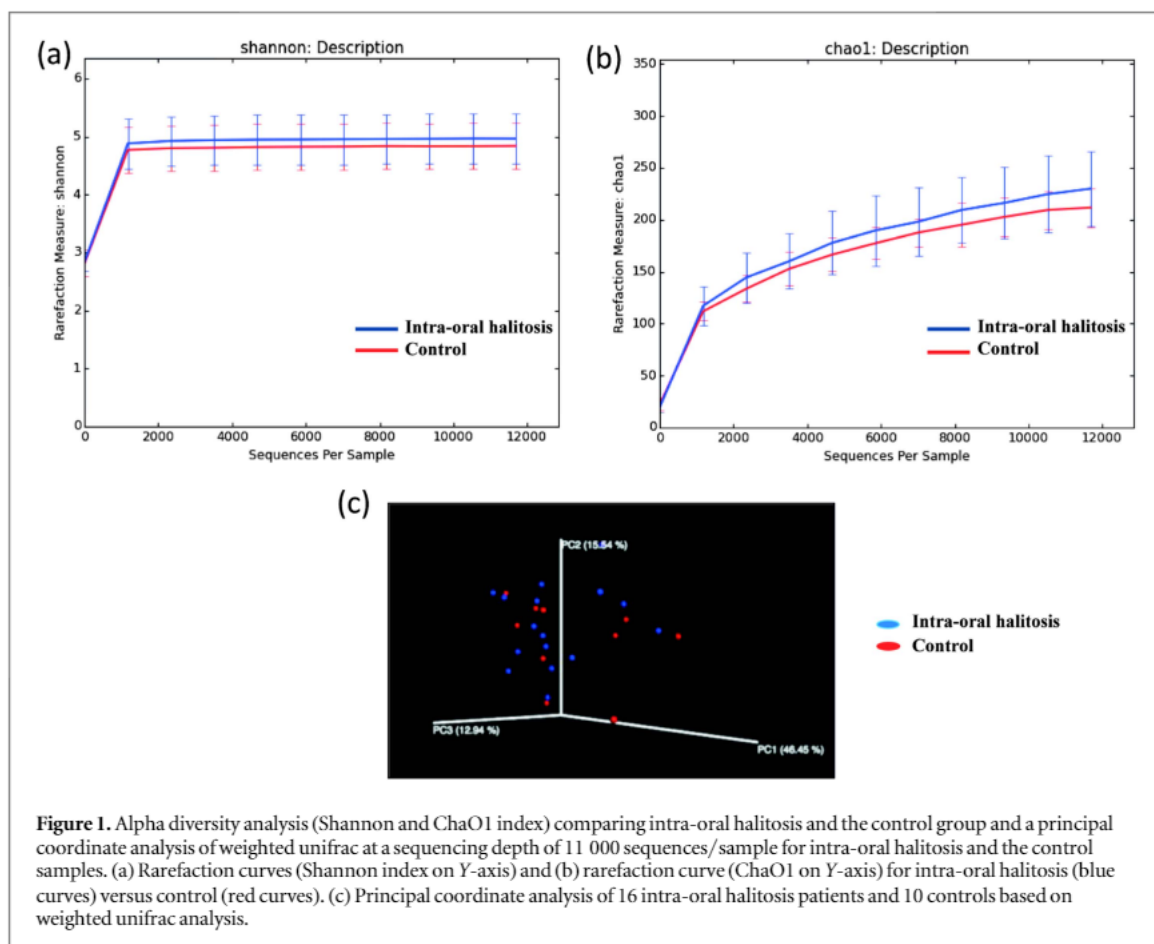 (a)
shannon: Description
Rarefaction Measure: shannon
6
5
4
3
2
1
0
0 2000 4000 6000 8000 10000 12000
Sequences Per Sample
Intra-oral halitosis
Control
(b)
chao1: Description
Rarefaction Measure: chao1
350
300
250
200
150
100
50
0
0 2000 4000 6000 8000 10000 12000
Sequences Per Sample
Intra-oral halitosis
Control
(c)
PC2 (15.54 %)
PC3 (12.94 %)
PC1 (46.45 %)
Intra-oral halitosis
Control
Figure 1. Alpha diversity analysis (Shannon and ChaO1 index) comparing intra-oral halitosis and the control group and a principal
coordinate analysis of weighted unifrac at a sequencing depth of 11 000 sequences/sample for intra-oral halitosis and the control
samples. (a) Rarefaction curves (Shannon index on Y-axis) and (b) rarefaction curve (ChaO1 on Y-axis) for intra-oral halitosis (blue
curves) versus control (red curves). (c) Principal coordinate analysis of 16 intra-oral halitosis patients and 10 controls based on
weighted unifrac analysis.